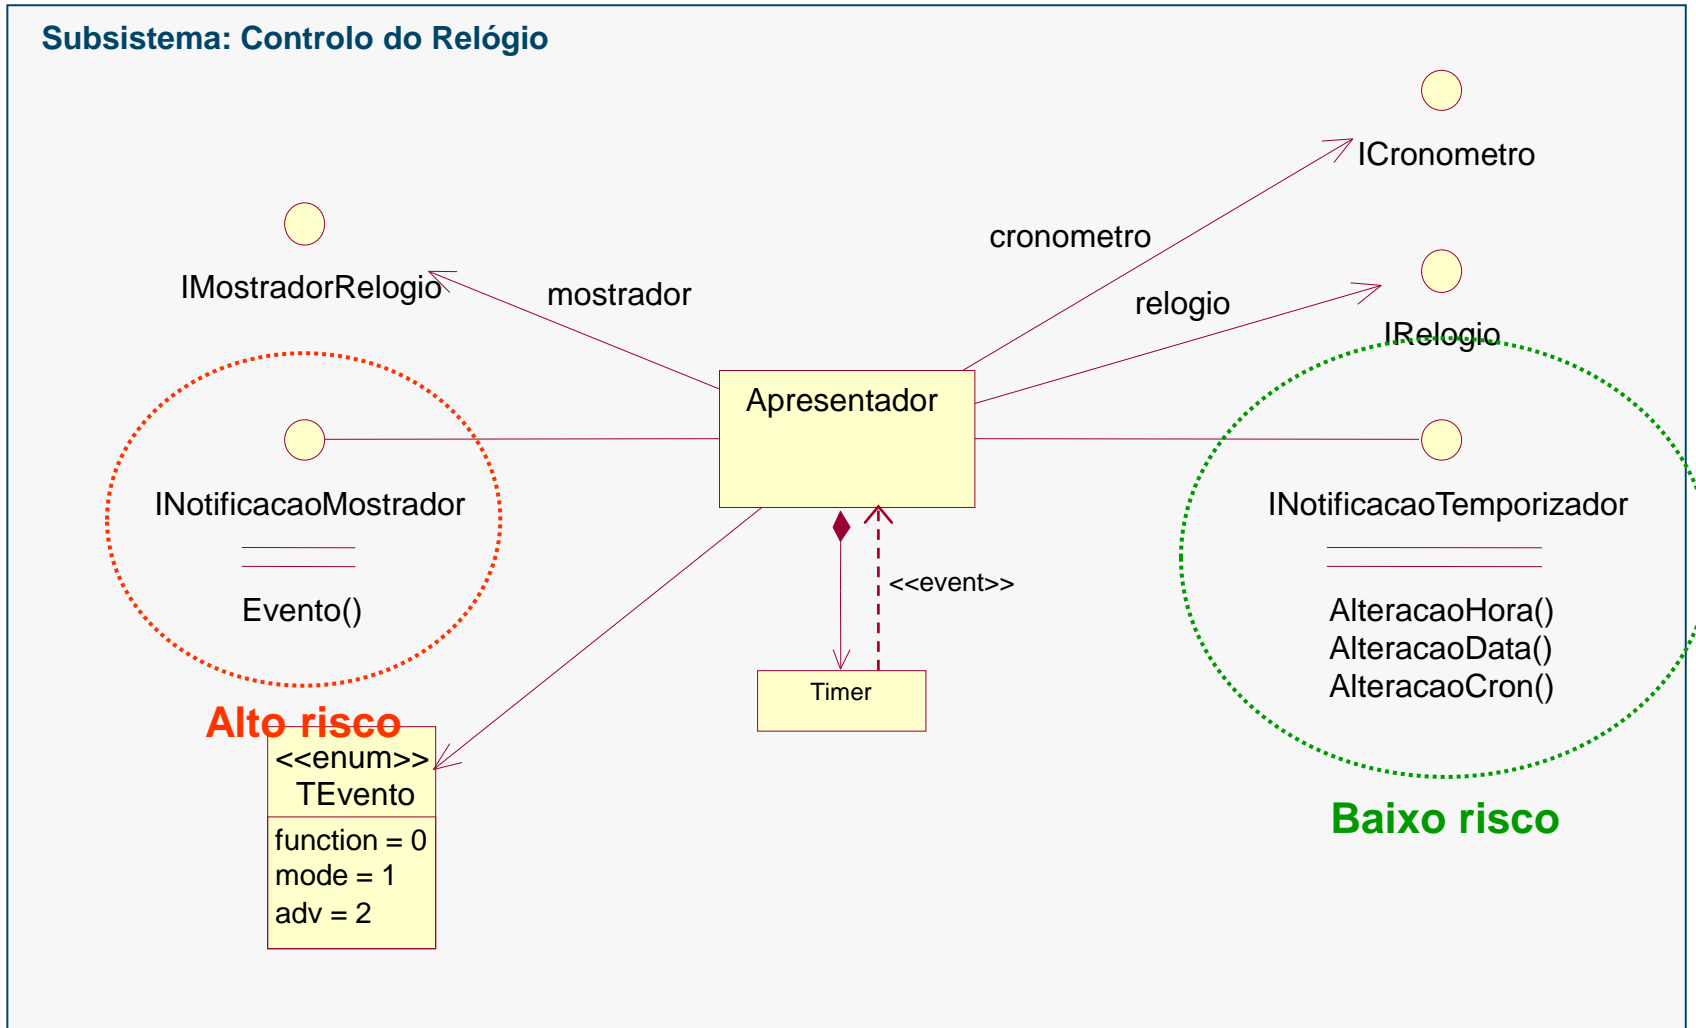 Subsistema: Controlo do Relógio
ICronometro
cronometro
IMostradorRelogio
mostrador
relogio
IRelogio
Apresentador
INotificacaoMostrador
Evento()
INotificacaoTemporizador
AlteracaoHora()
AlteracaoData()
AlteracaoCron()
<<event>>
Timer
Alto risco
<<enum>>
TEvento
function = 0
mode = 1
adv = 2
Baixo risco